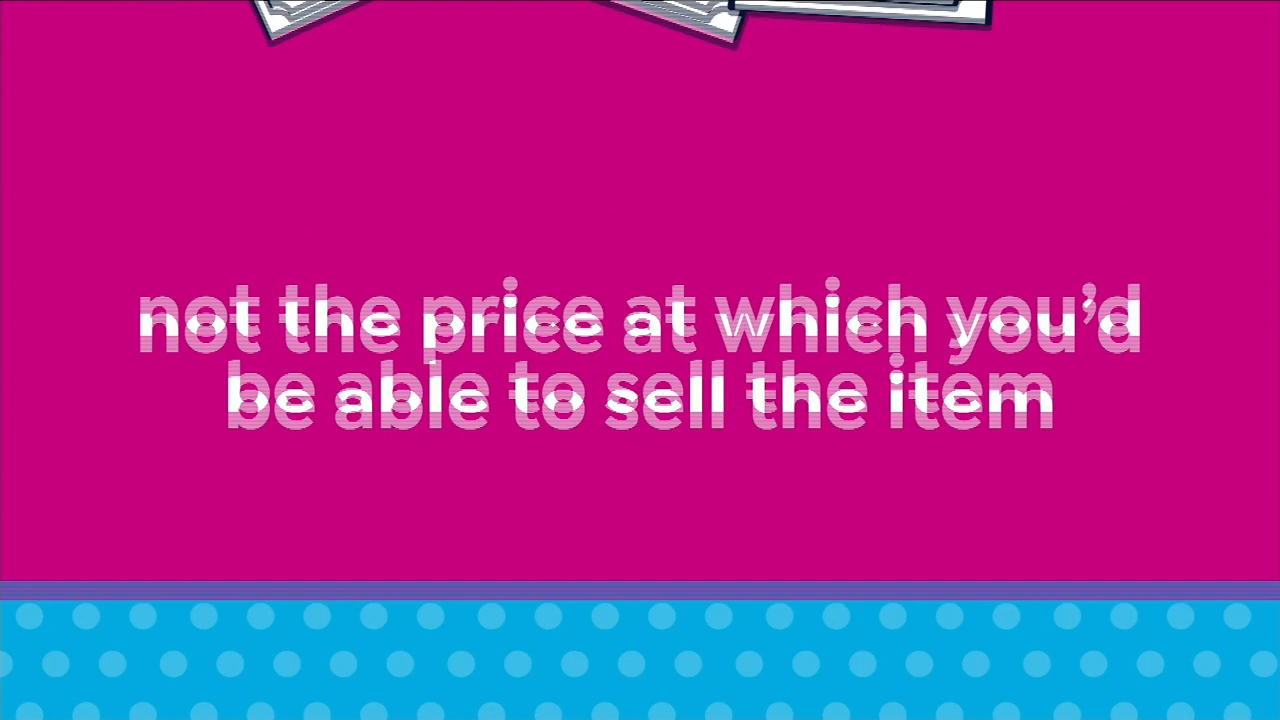 not the price at which you’d
be able to sell the item